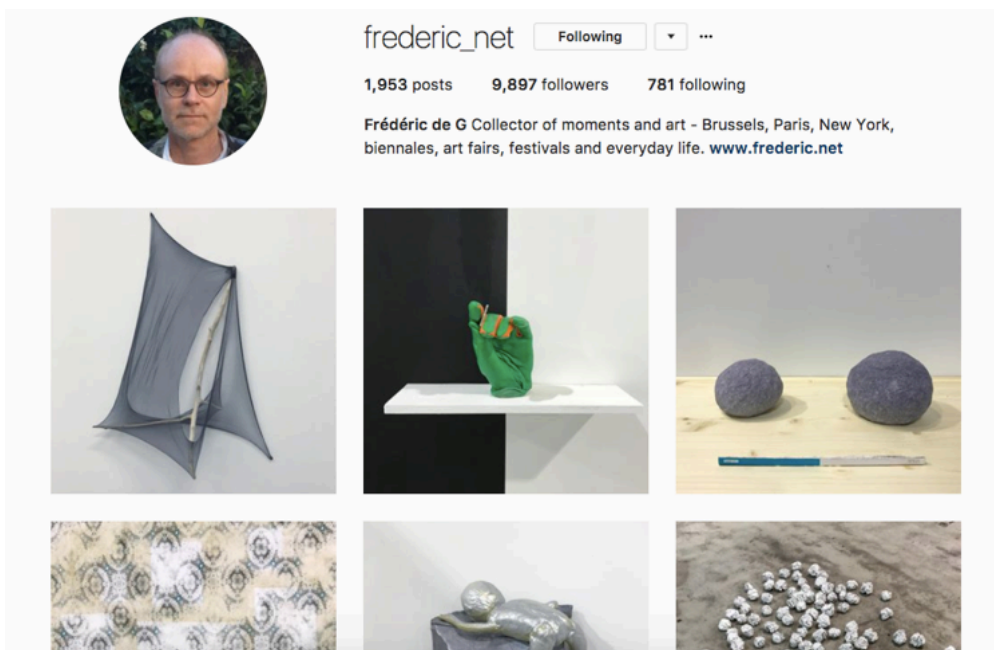 frederic_net Following ▼ •••
1,953 posts 9,897 followers 781 following
Frédéric de G Collector of moments and art - Brussels, Paris, New York,
biennales, art fairs, festivals and everyday life. www.frederic.net